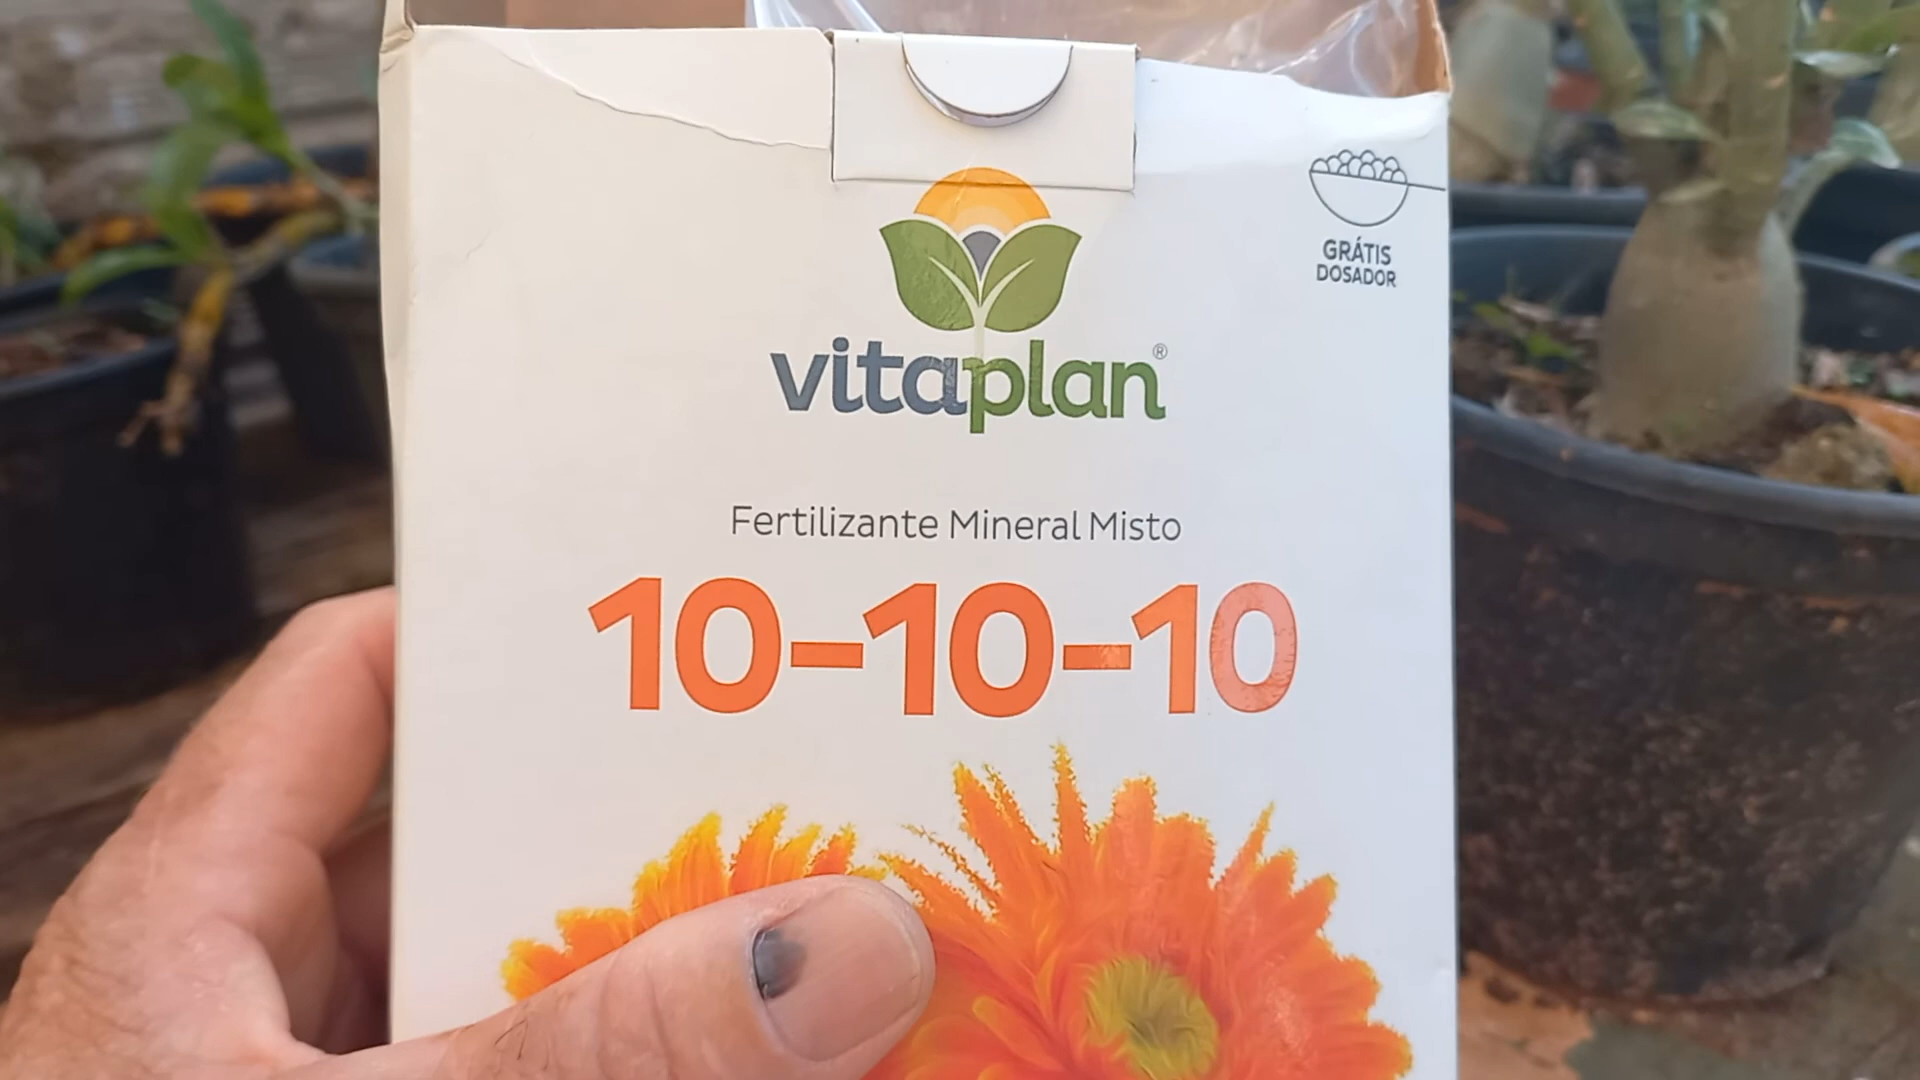 GRÁTIS
DOSADOR
vitaplan®
Fertilizante Mineral Misto
10-10-10